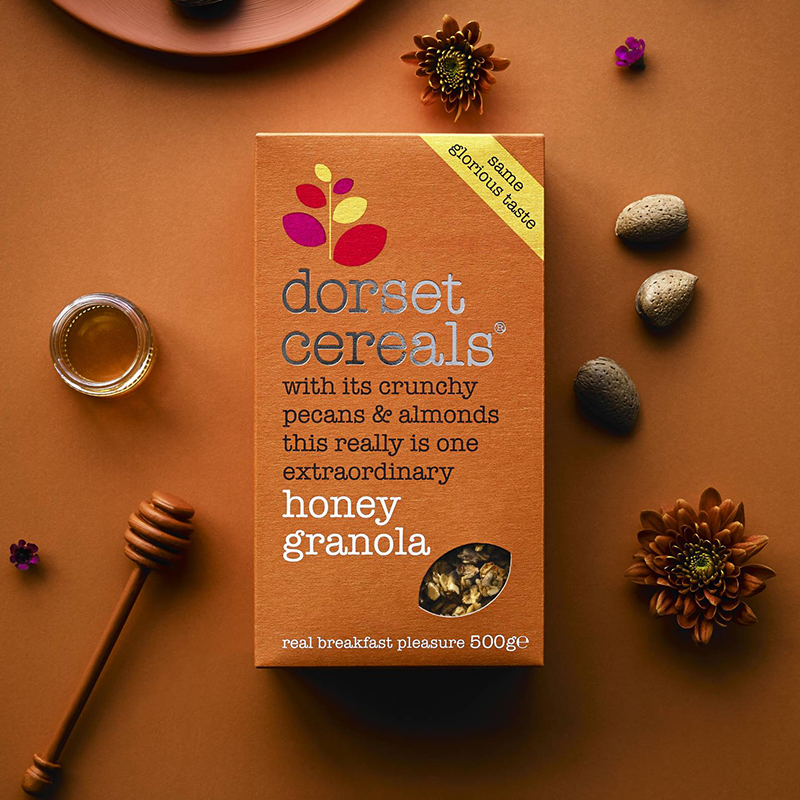 same
glorious taste
dorset
cereals®
with its crunchy
pecans & almonds
this really is one
extraordinary
honey
granola
real breakfast pleasure 500g℮